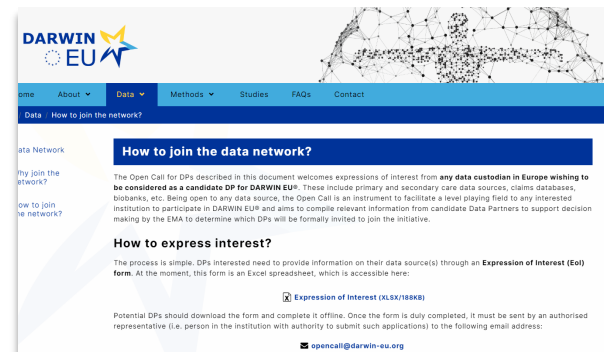 DARWIN
EU
ome About Data Methods Studies FAQs Contact
Data / How to join the network?
ata Network
hy join the
etwork?
ow to join
he network?
How to join the data network?
The Open Call for DPs described in this document welcomes expressions of interest from any data custodian in Europe wishing to
be considered as a candidate DP for DARWIN EU®. These include primary and secondary care data sources, claims databases,
biobanks, etc. Being open to any data source, the Open Call is an instrument to facilitate a level playing field to any interested
institution to participate in DARWIN EU® and aims to compile relevant information from candidate Data Partners to support decision
making by the EMA to determine which DPs will be formally invited to join the initiative.
How to express interest?
The process is simple. DPs interested need to provide information on their data source(s) through an Expression of Interest (EoI)
form. At the moment, this form is an Excel spreadsheet, which is accessible here:
Expression of Interest (XLSX/188KB)
Potential DPs should download the form and complete it offline. Once the form is duly completed, it must be sent by an authorised
representative (i.e. person in the institution with authority to submit such applications) to the following email address:
opencall@darwin-eu.org